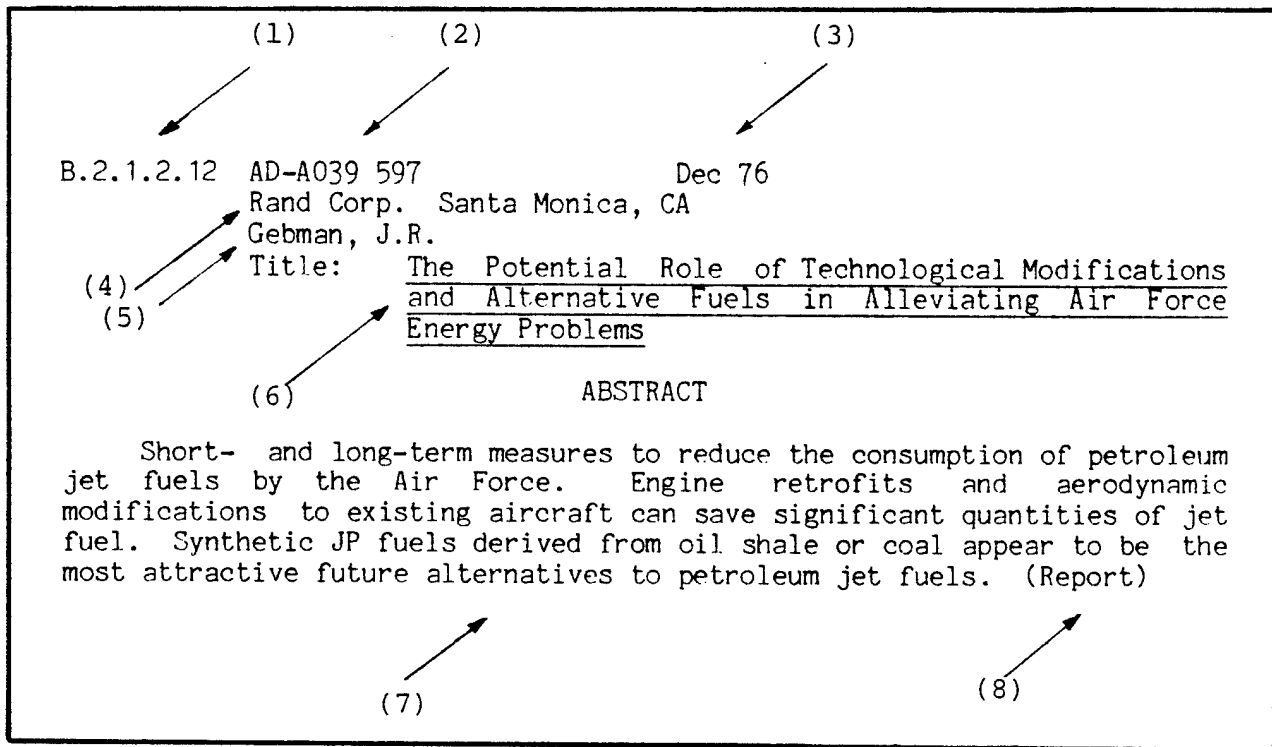 (1) (2) (3)
B.2.1.2.12 AD-A039 597 Dec 76
Rand Corp. Santa Monica, CA
Gebman, J.R.
(4)
(5)
Title: The Potential Role of Technological Modifications
and Alternative Fuels in Alleviating Air Force
Energy Problems
(6)
ABSTRACT
Short- and long-term measures to reduce the consumption of petroleum
jet fuels by the Air Force. Engine retrofits and aerodynamic
modifications to existing aircraft can save significant quantities of jet
fuel. Synthetic JP fuels derived from oil shale or coal appear to be the
most attractive future alternatives to petroleum jet fuels. (Report)
(7) (8)